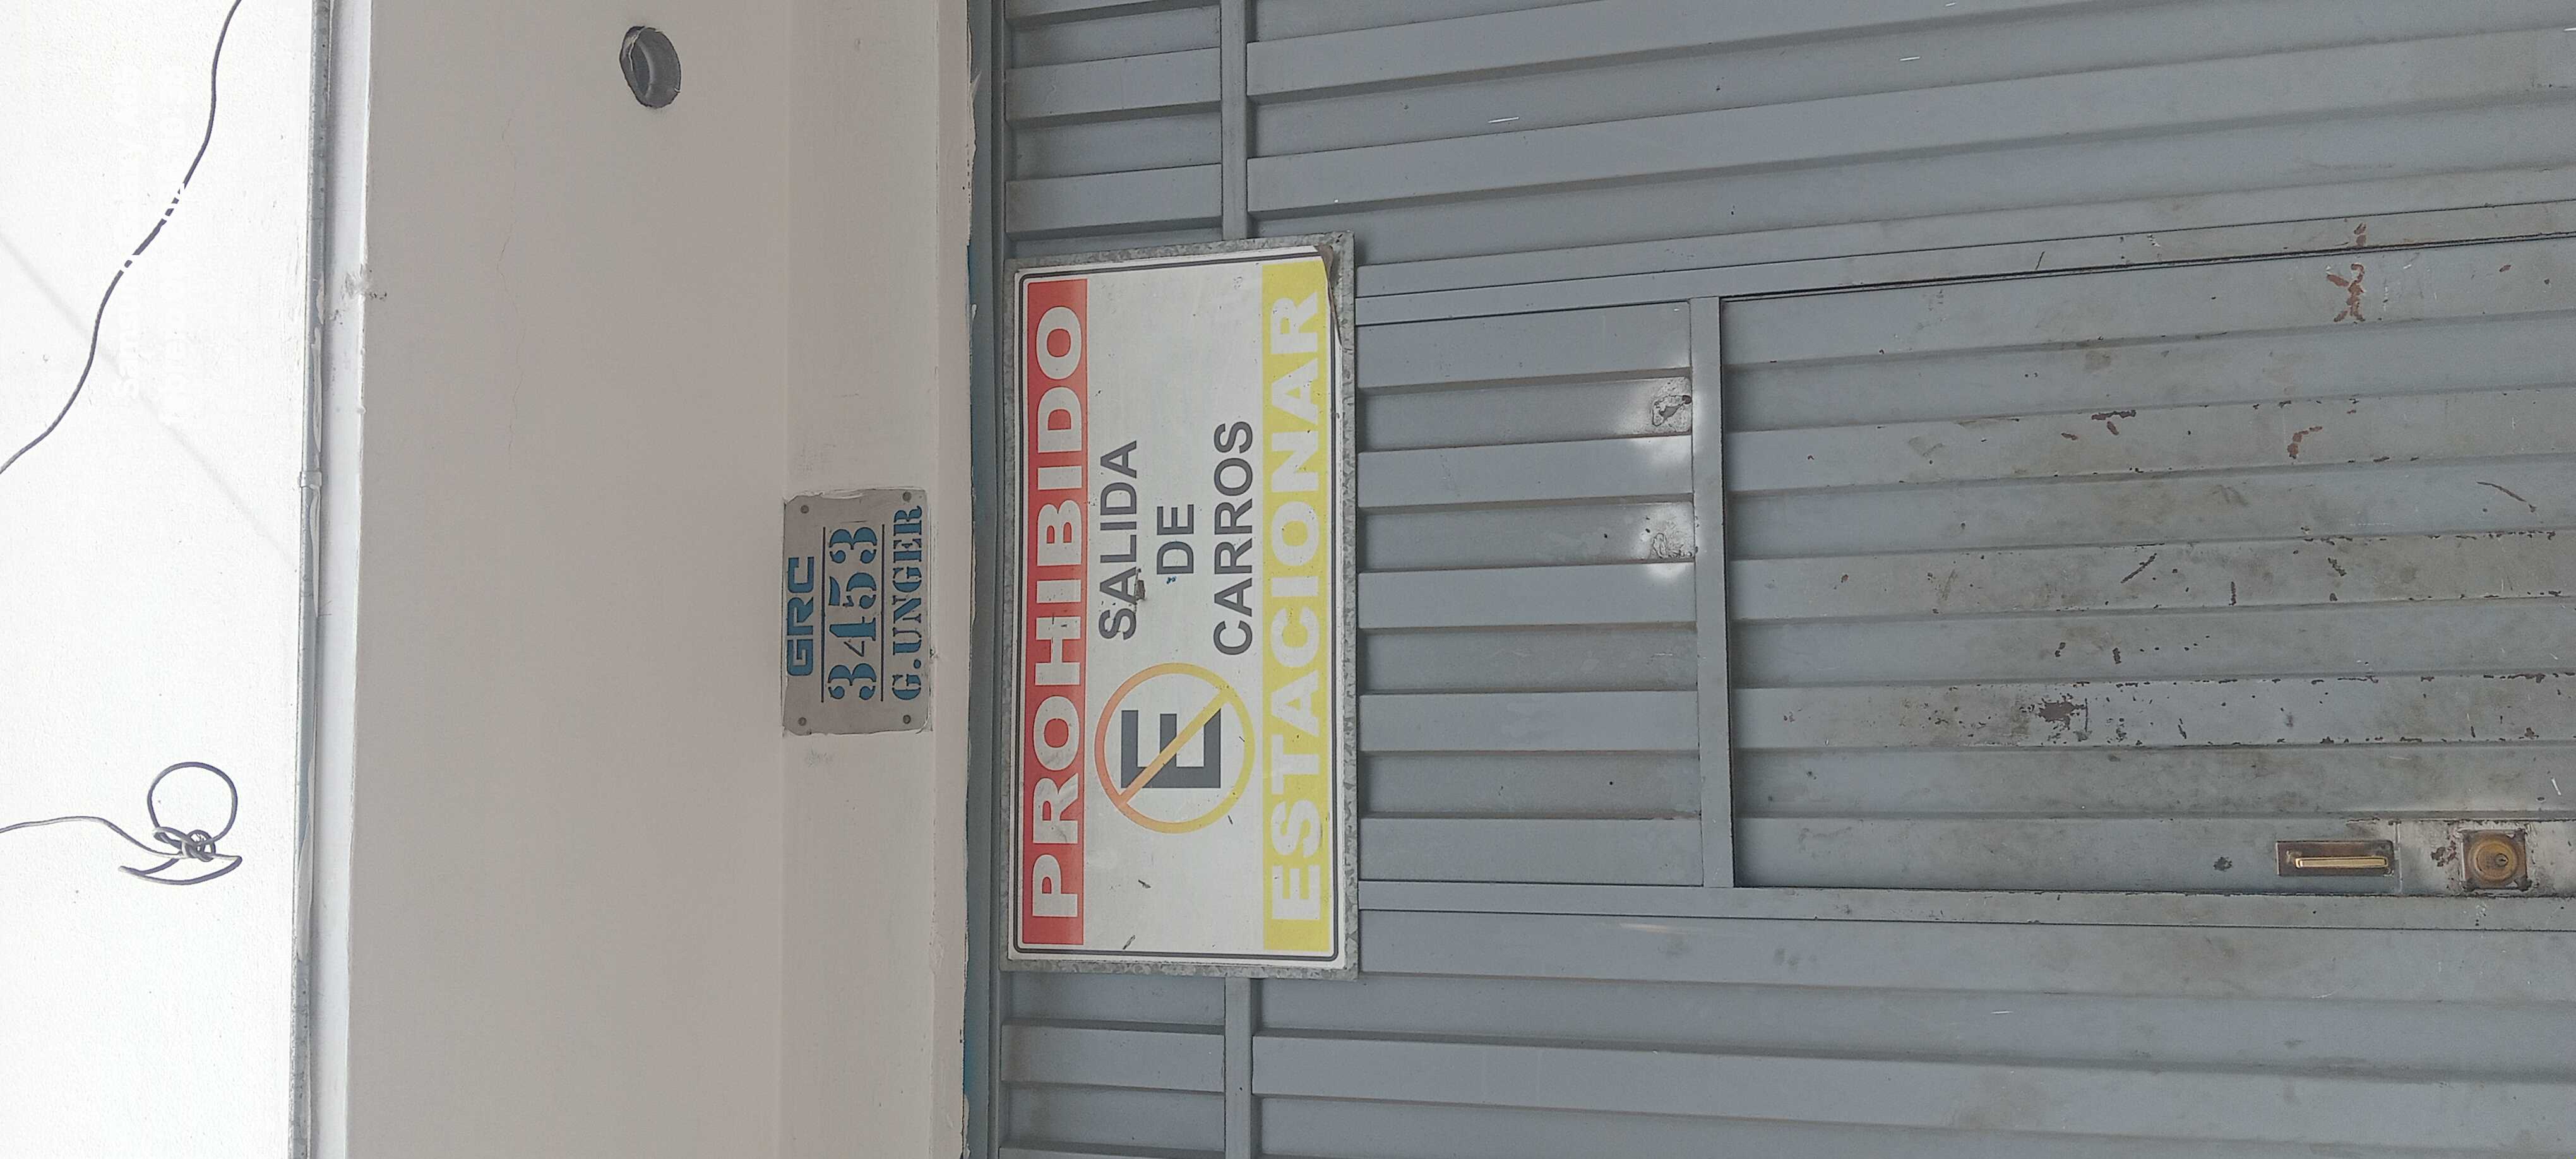 GRC
3453
G.UNGER
PROHIBIDO
E
SALIDA
DE
CARROS
ESTACIONAR